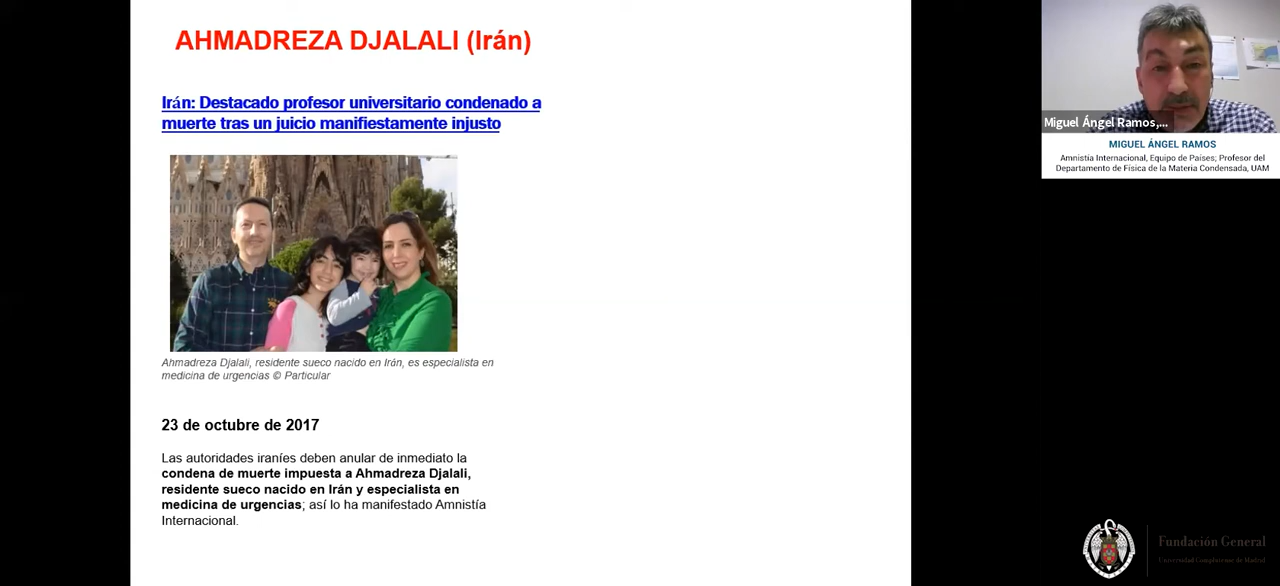 AHMADREZA DJALALI (Irán)
Irán: Destacado profesor universitario condenado a
muerte tras un juicio manifiestamente injusto
Ahmadreza Djalali, residente sueco nacido en Irán, es especialista en
medicina de urgencias © Particular
23 de octubre de 2017
Las autoridades iraníes deben anular de inmediato la
condena de muerte impuesta a Ahmadreza Djalali,
residente sueco nacido en Irán y especialista en
medicina de urgencias; así lo ha manifestado Amnistía
Internacional.
Miguel Ángel Ramos,...
MIGUEL ÁNGEL RAMOS
Amnistía Internacional, Equipo de Países; Profesor del
Departamento de Física de la Materia Condensada, UAM
Fundación General
Universidad Complutense de Madrid